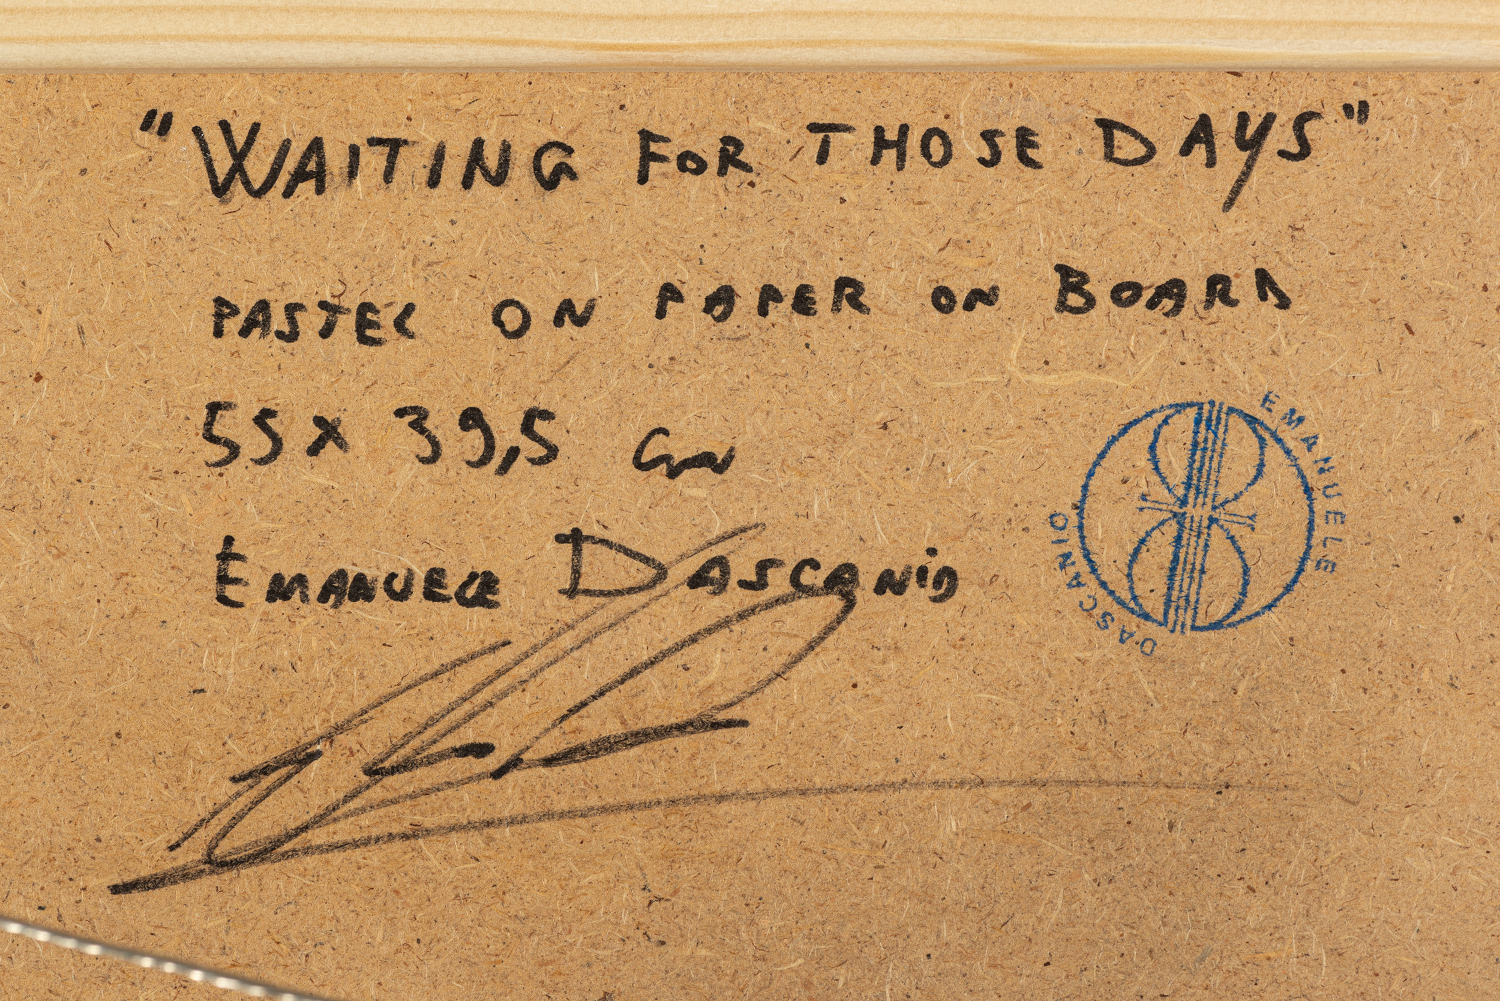 "WAITING FOR THOSE DAYS"
PASTEL ON PAPER ON BOARD
55 x 39,5 cm
EMANUELE DASCANIO
EMANUELE
DASCANIO